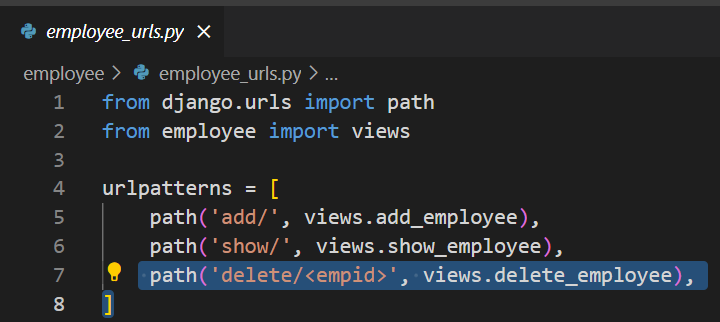 employee_urls.py ×
employee > employee_urls.py > ...
1 from django.urls import path
2 from employee import views
3
4 urlpatterns = [
5     path('add/', views.add_employee),
6     path('show/', views.show_employee),
7     path('delete/<empid>', views.delete_employee),
8 ]